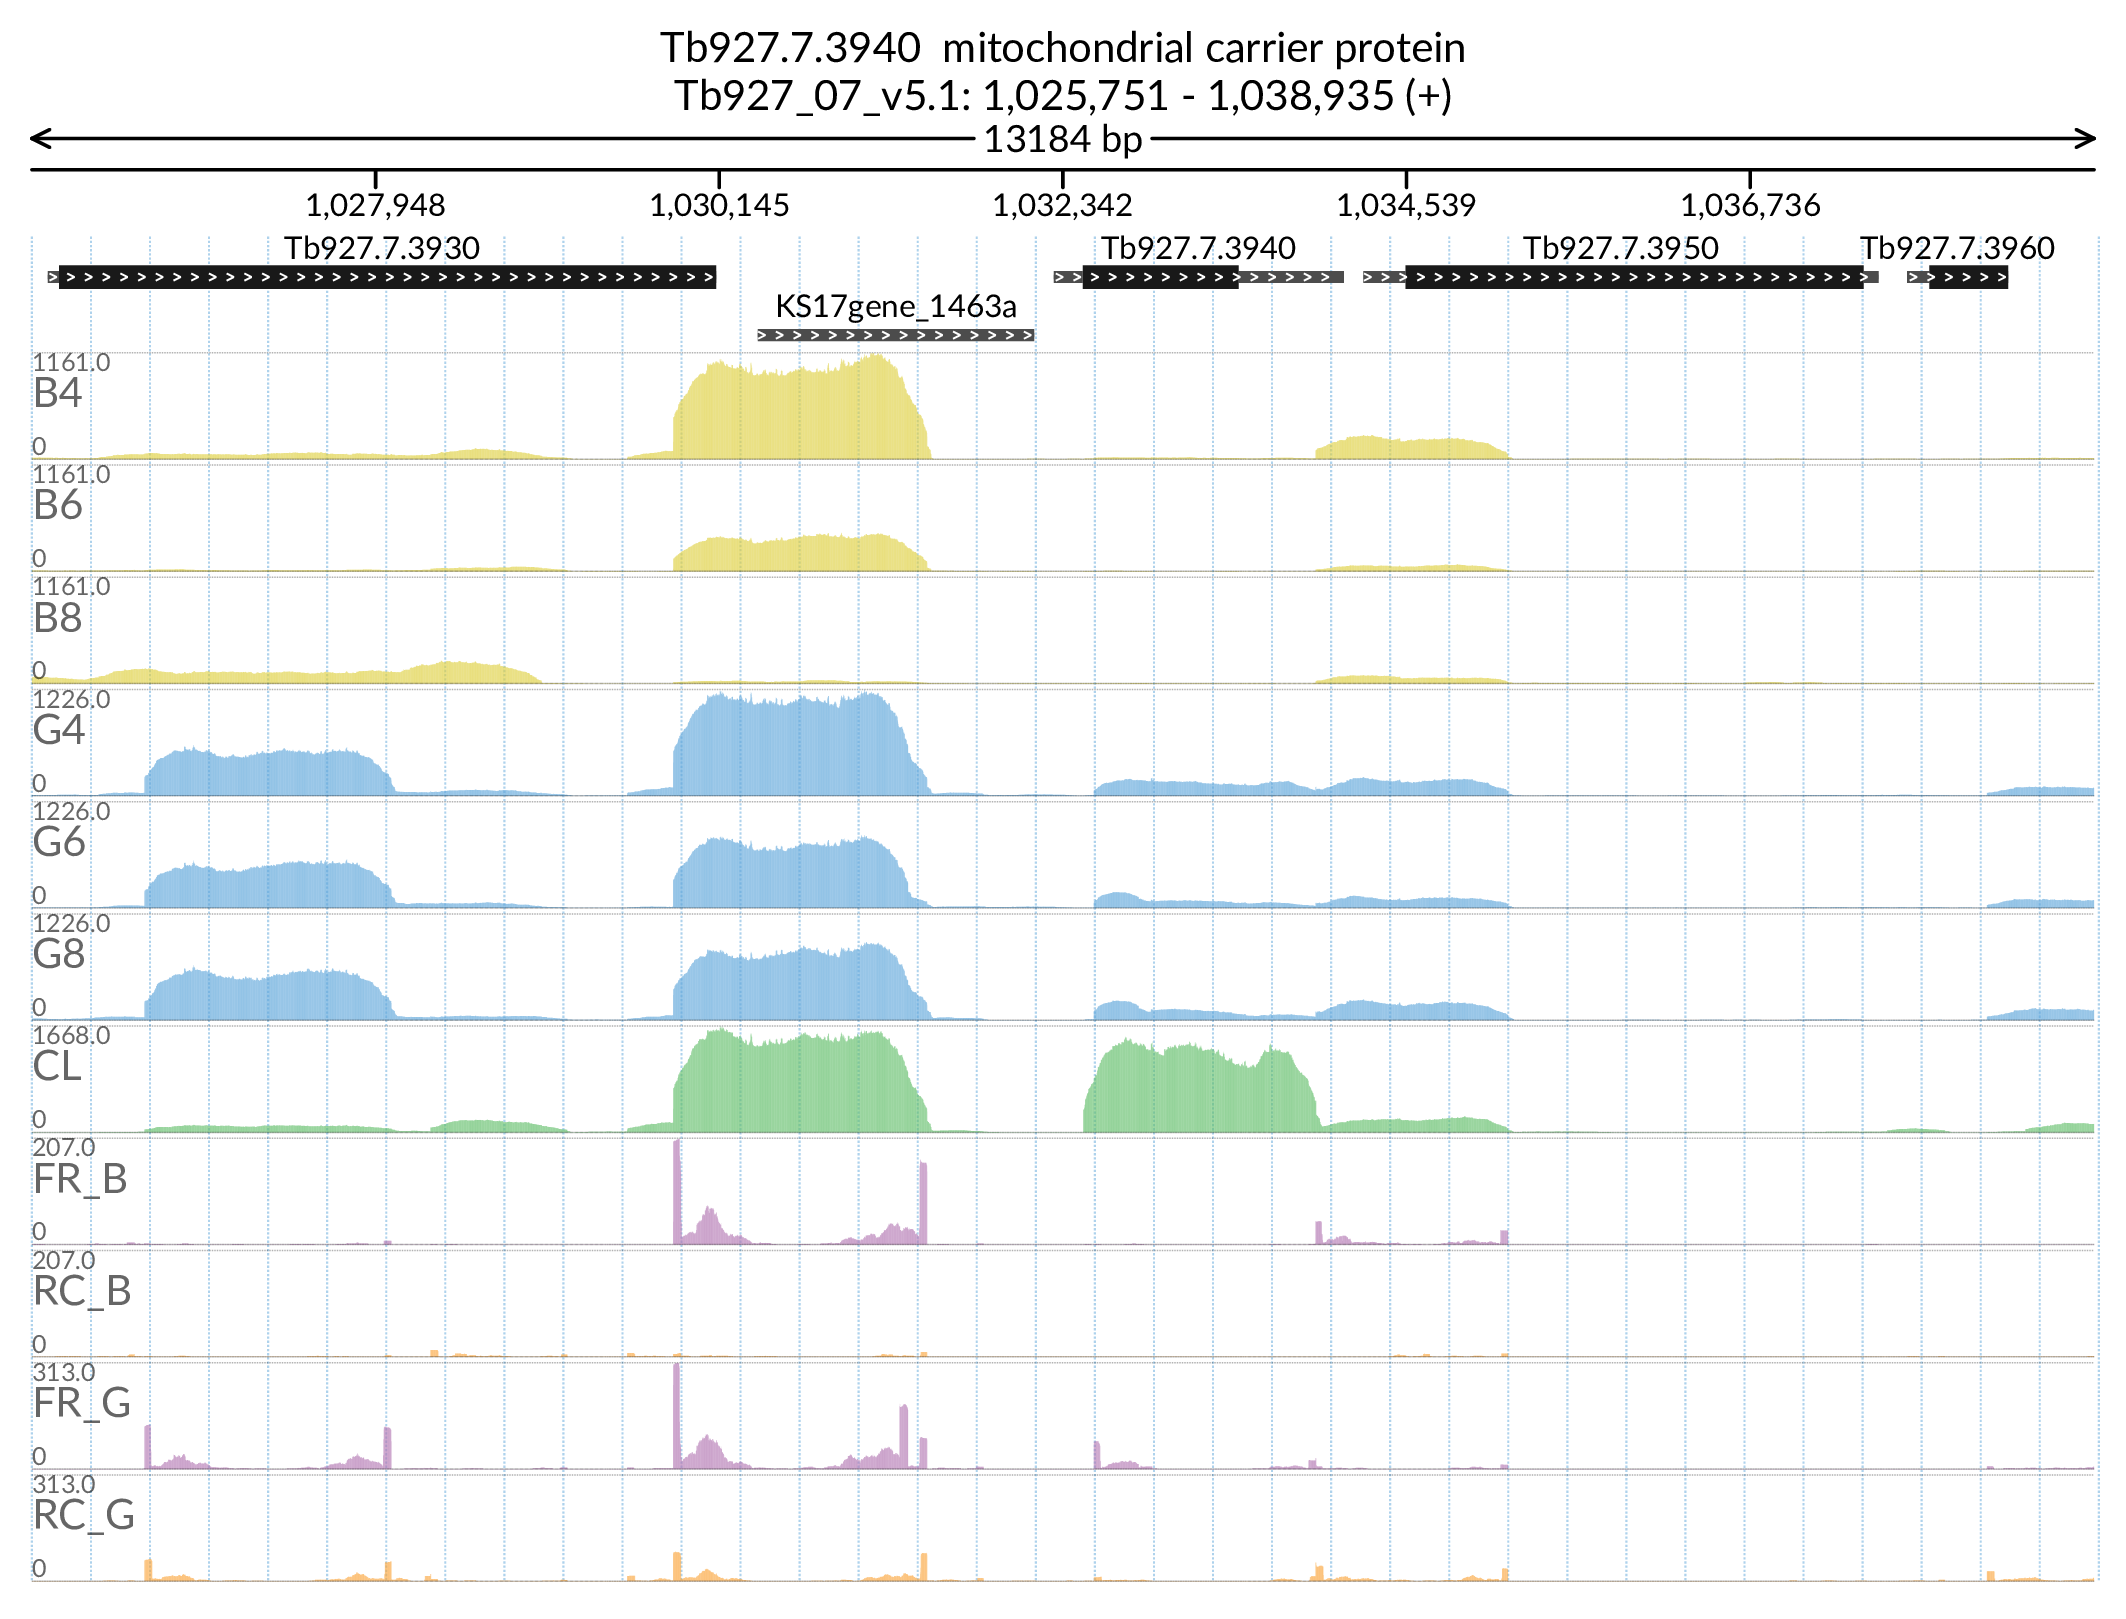 Tb927.7.3940 mitochondrial carrier protein
Tb927_07_v5.1: 1,025,751 - 1,038,935 (+)
13184 bp
1,027,948 1,030,145 1,032,342 1,034,539 1,036,736
Tb927.7.3930 Tb927.7.3940 Tb927.7.3950 Tb927.7.3960
KS17gene_1463a
1161.0
B4
0
1161.0
B6
0
1161.0
B8
0
1226.0
G4
0
1226.0
G6
0
1226.0
G8
0
1668.0
CL
0
207.0
FR_B
0
207.0
RC_B
0
313.0
FR_G
0
313.0
RC_G
0